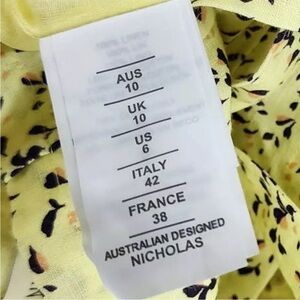 AUS
10
UK
10
US
6
ITALY
42
FRANCE
38
AUSTRALIAN DESIGNED
NICHOLAS